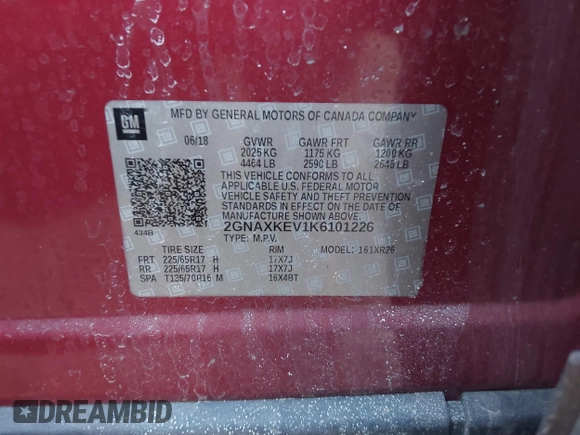 GM
MFD BY GENERAL MOTORS OF CANADA COMPANY
06/18 GVWR GAWR FRT GAWR RR
2025 KG 1175 KG 1200 KG
4464 LB 2590 LB 2645 LB
THIS VEHICLE CONFORMS TO ALL
APPLICABLE U.S. FEDERAL MOTOR
VEHICLE SAFETY AND THEFT PREVENTION
STANDARDS IN EFFECT ON THE DATE OF
MANUFACTURE SHOWN ABOVE.
2GNAXKEV1K6101226
434B TYPE: M.P.V. MODEL: 161XR26
TIRE SIZE RIM
FRT 225/65R17 H 17X7J
RR 225/65R17 H 17X7J
SPA T135/70R16 M 16X4BT
DREAMBID